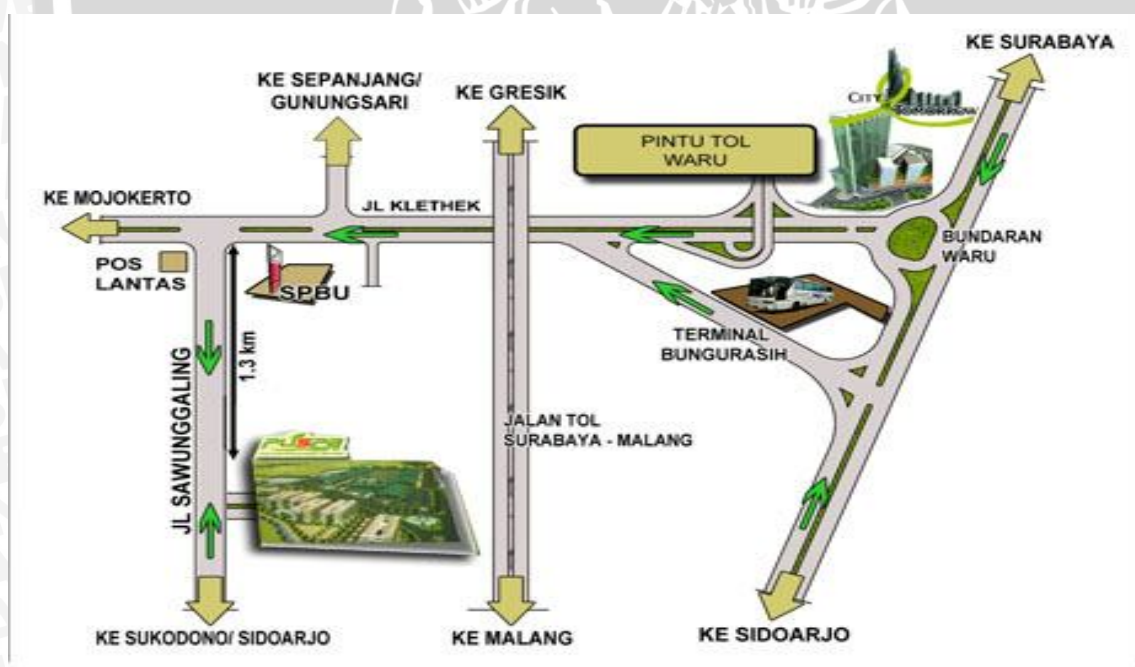 KE SURABAYA
KE SEPANJANG/
GUNUNGSARI
KE GRESIK
CITY
TOMORROW
PINTU TOL
WARU
KE MOJOKERTO
JL KLETHEK
BUNDARAN
WARU
POS
LANTAS
SPBU
TERMINAL
BUNGURASIH
1.3 km
JL SAWUNGGALING
JALAN TOL
SURABAYA - MALANG
KE SUKODONO/ SIDOARJO
KE MALANG
KE SIDOARJO